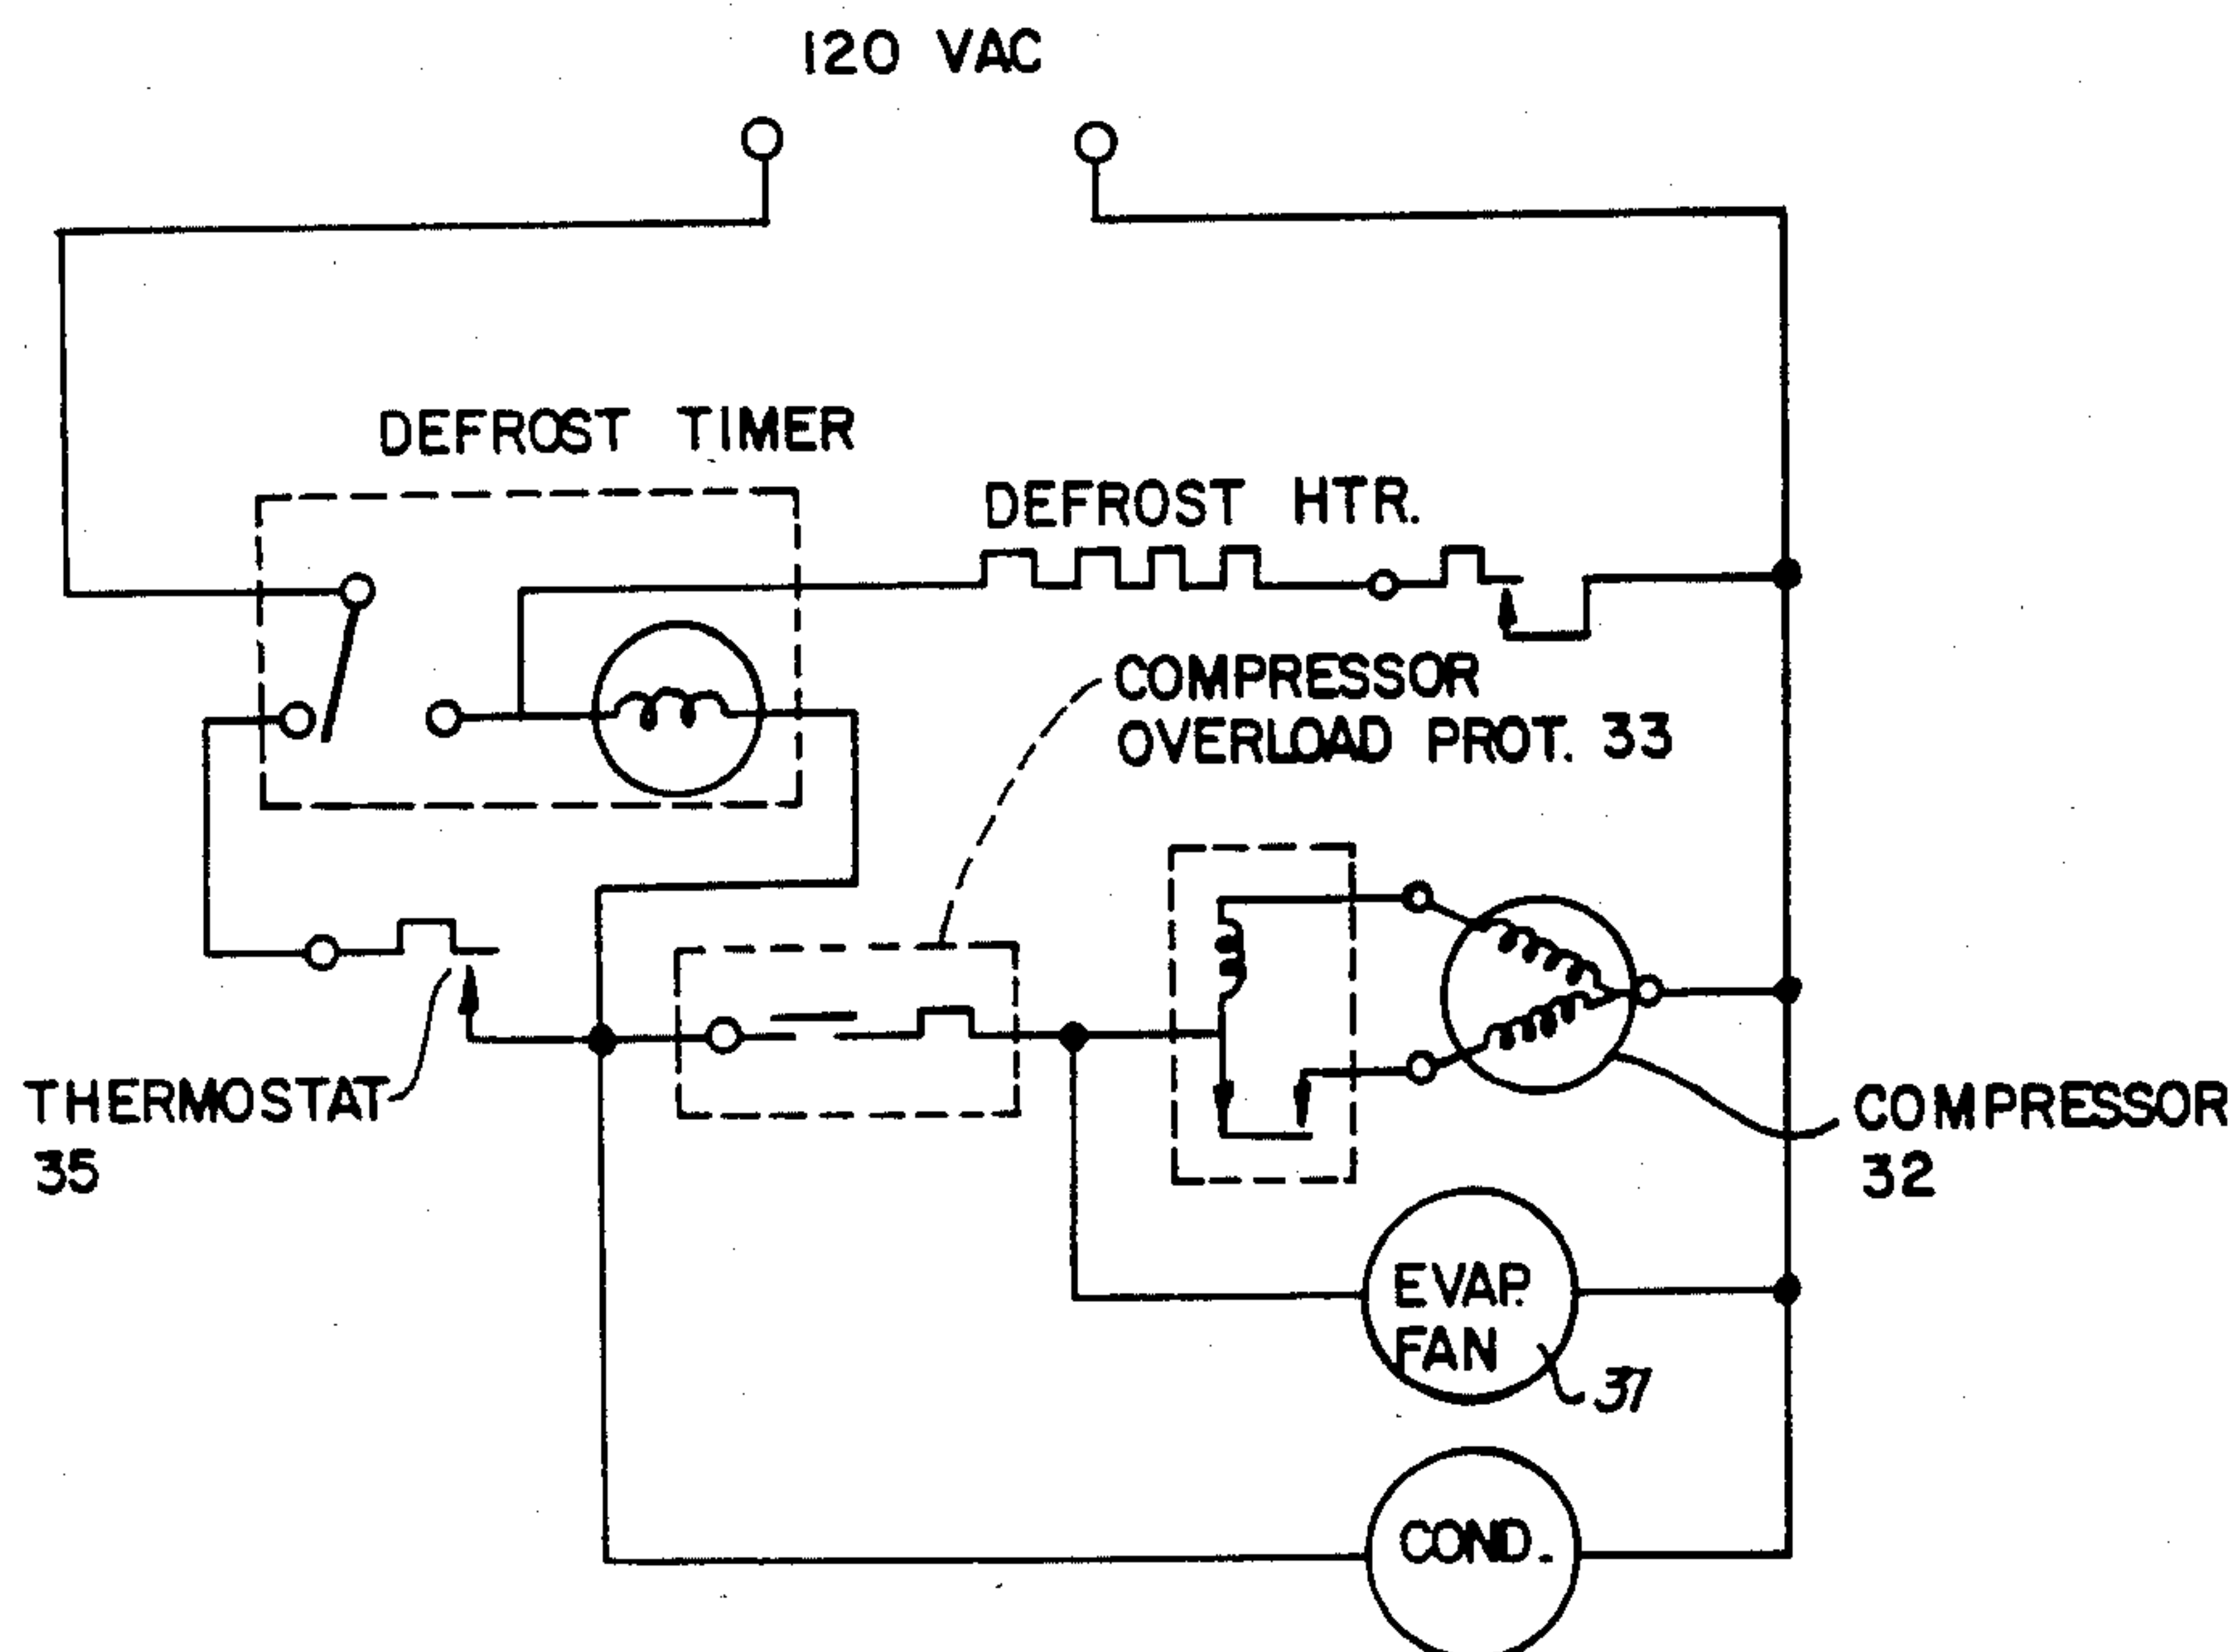 120 VAC
DEFROST TIMER
DEFROST HTR.
COMPRESSOR
OVERLOAD PROT. 33
THERMOSTAT
35
COMPRESSOR
32
EVAP.
FAN
37
COND.